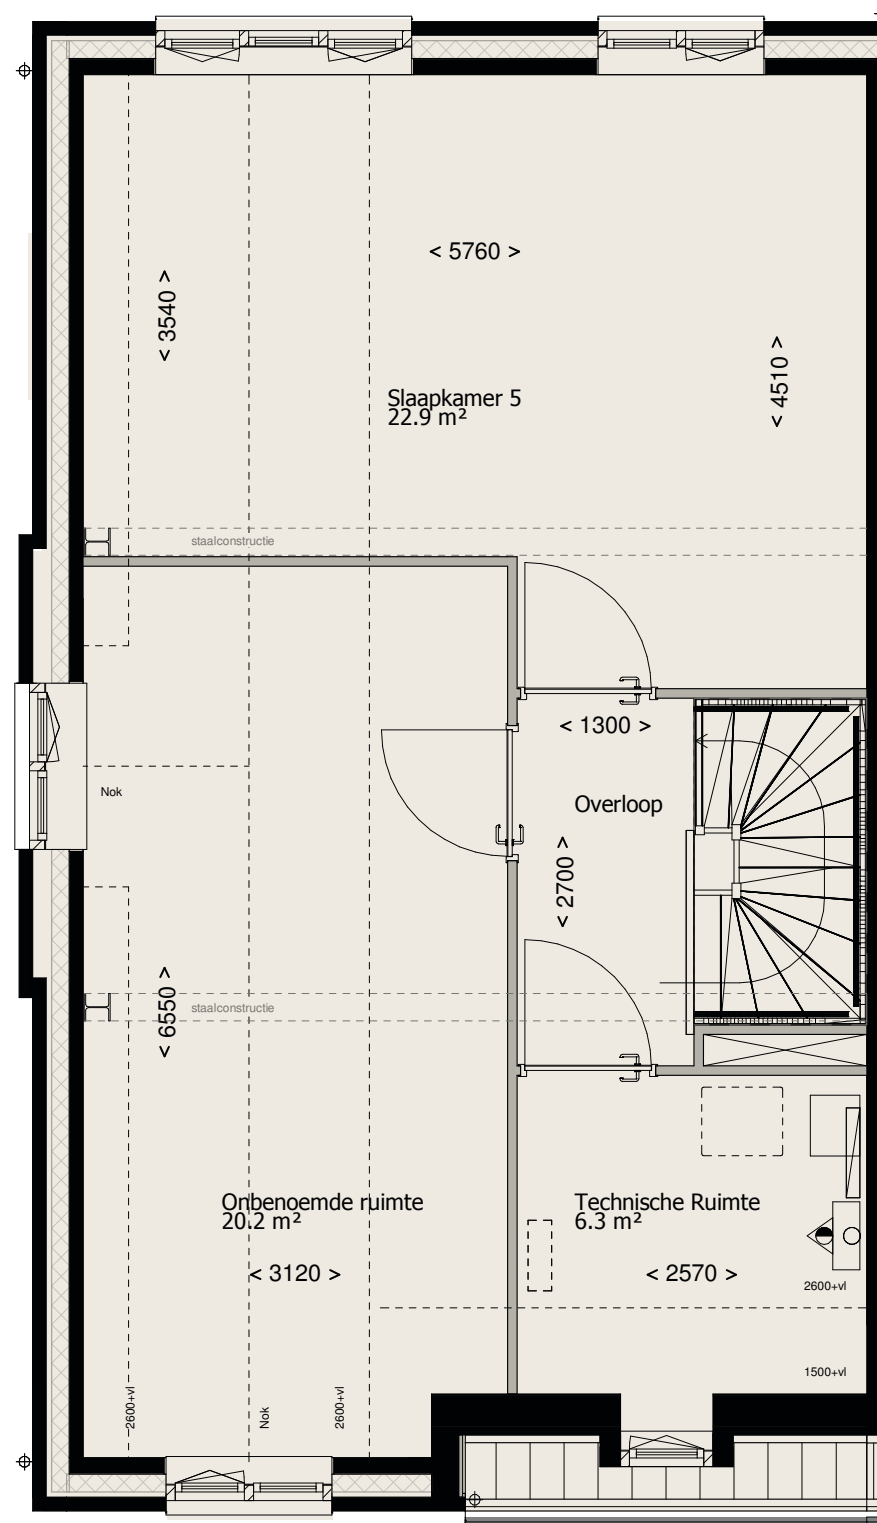 < 5760 >
< 3540 >
< 4510 >
Slaapkamer 5
22.9 m²
staalconstructie
< 1300 >
Nok
Overloop
< 2700 >
< 6550 >
staalconstructie
Onbenoemde ruimte
20.2 m²
Technische Ruimte
6.3 m²
< 3120 >
< 2570 >
2600+vl
1500+vl
2600+vl
Nok
2600+vl